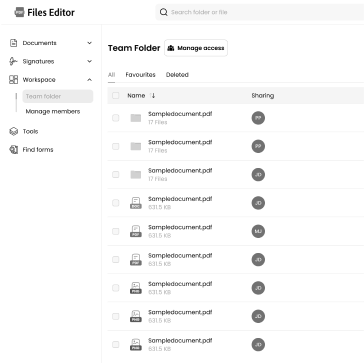 Files Editor
Search folder or file
Documents
Signatures
Workspace
Team folder
Manage members
Tools
Find forms
Team Folder
Manage access
All Favourites Deleted
Name Sharing
Sampledocument.pdf
17 Files
PP
Sampledocument.pdf
17 Files
PP
Sampledocument.pdf
17 Files
JD
Sampledocument.pdf
631.5 KB
JD
Sampledocument.pdf
631.5 KB
MJ
Sampledocument.pdf
631.5 KB
JD
Sampledocument.pdf
631.5 KB
JD
Sampledocument.pdf
631.5 KB
JD
Sampledocument.pdf
631.5 KB
JD